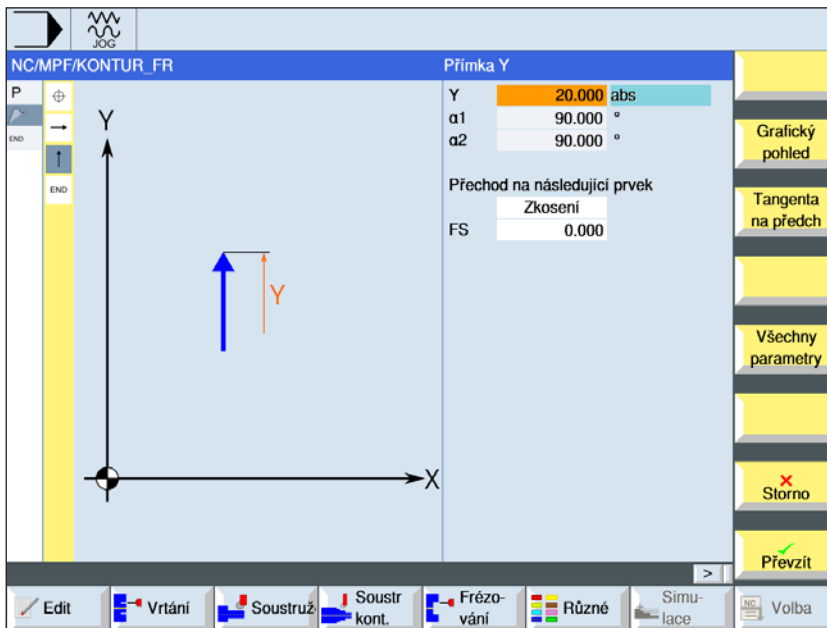 JOG
NC/MPF/KONTUR_FR
Přímka Y
P
END
END
Y
X
Y
Y 20.000 abs
α1 90.000 °
α2 90.000 °
Přechod na následující prvek
Zkosení
FS 0.000
Grafický
pohled
Tangenta
na předch
Všechny
parametry
Storno
Převzít
>
Edit
Vrtání
Soustruž
Soustr
kont.
Frézo-
vání
Různé
Simu-
lace
NC
Volba